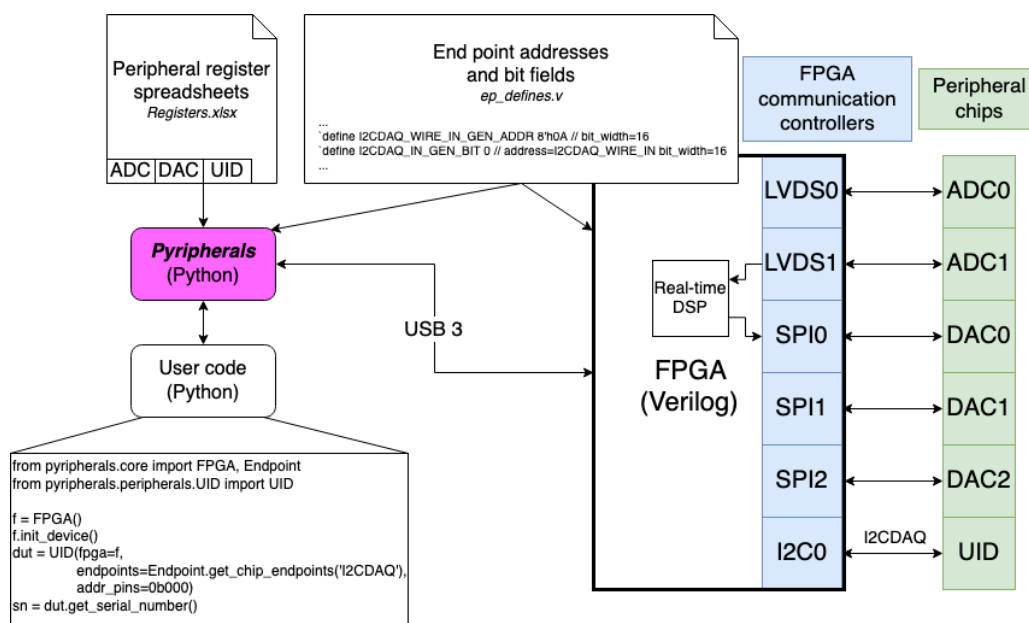 Peripheral register
spreadsheets
Registers.xlsx
ADC DAC UID
End point addresses
and bit fields
ep_defines.v
...
`define I2CDAQ_WIRE_IN_GEN_ADDR 8'h0A // bit_width=16
`define I2CDAQ_IN_GEN_BIT 0 // address=I2CDAQ_WIRE_IN bit_width=16
...
FPGA
communication
controllers
Peripheral
chips
Pyripherals
(Python)
User code
(Python)
USB 3
Real-time
DSP
FPGA
(Verilog)
LVDS0
LVDS1
SPI0
SPI1
SPI2
I2C0
I2CDAQ
ADC0
ADC1
DAC0
DAC1
DAC2
UID
from pyripherals.core import FPGA, Endpoint
from pyripherals.peripherals.UID import UID
f = FPGA()
f.init_device()
dut = UID(fpga=f,
endpoints=Endpoint.get_chip_endpoints('I2CDAQ'),
addr_pins=0b000)
sn = dut.get_serial_number()